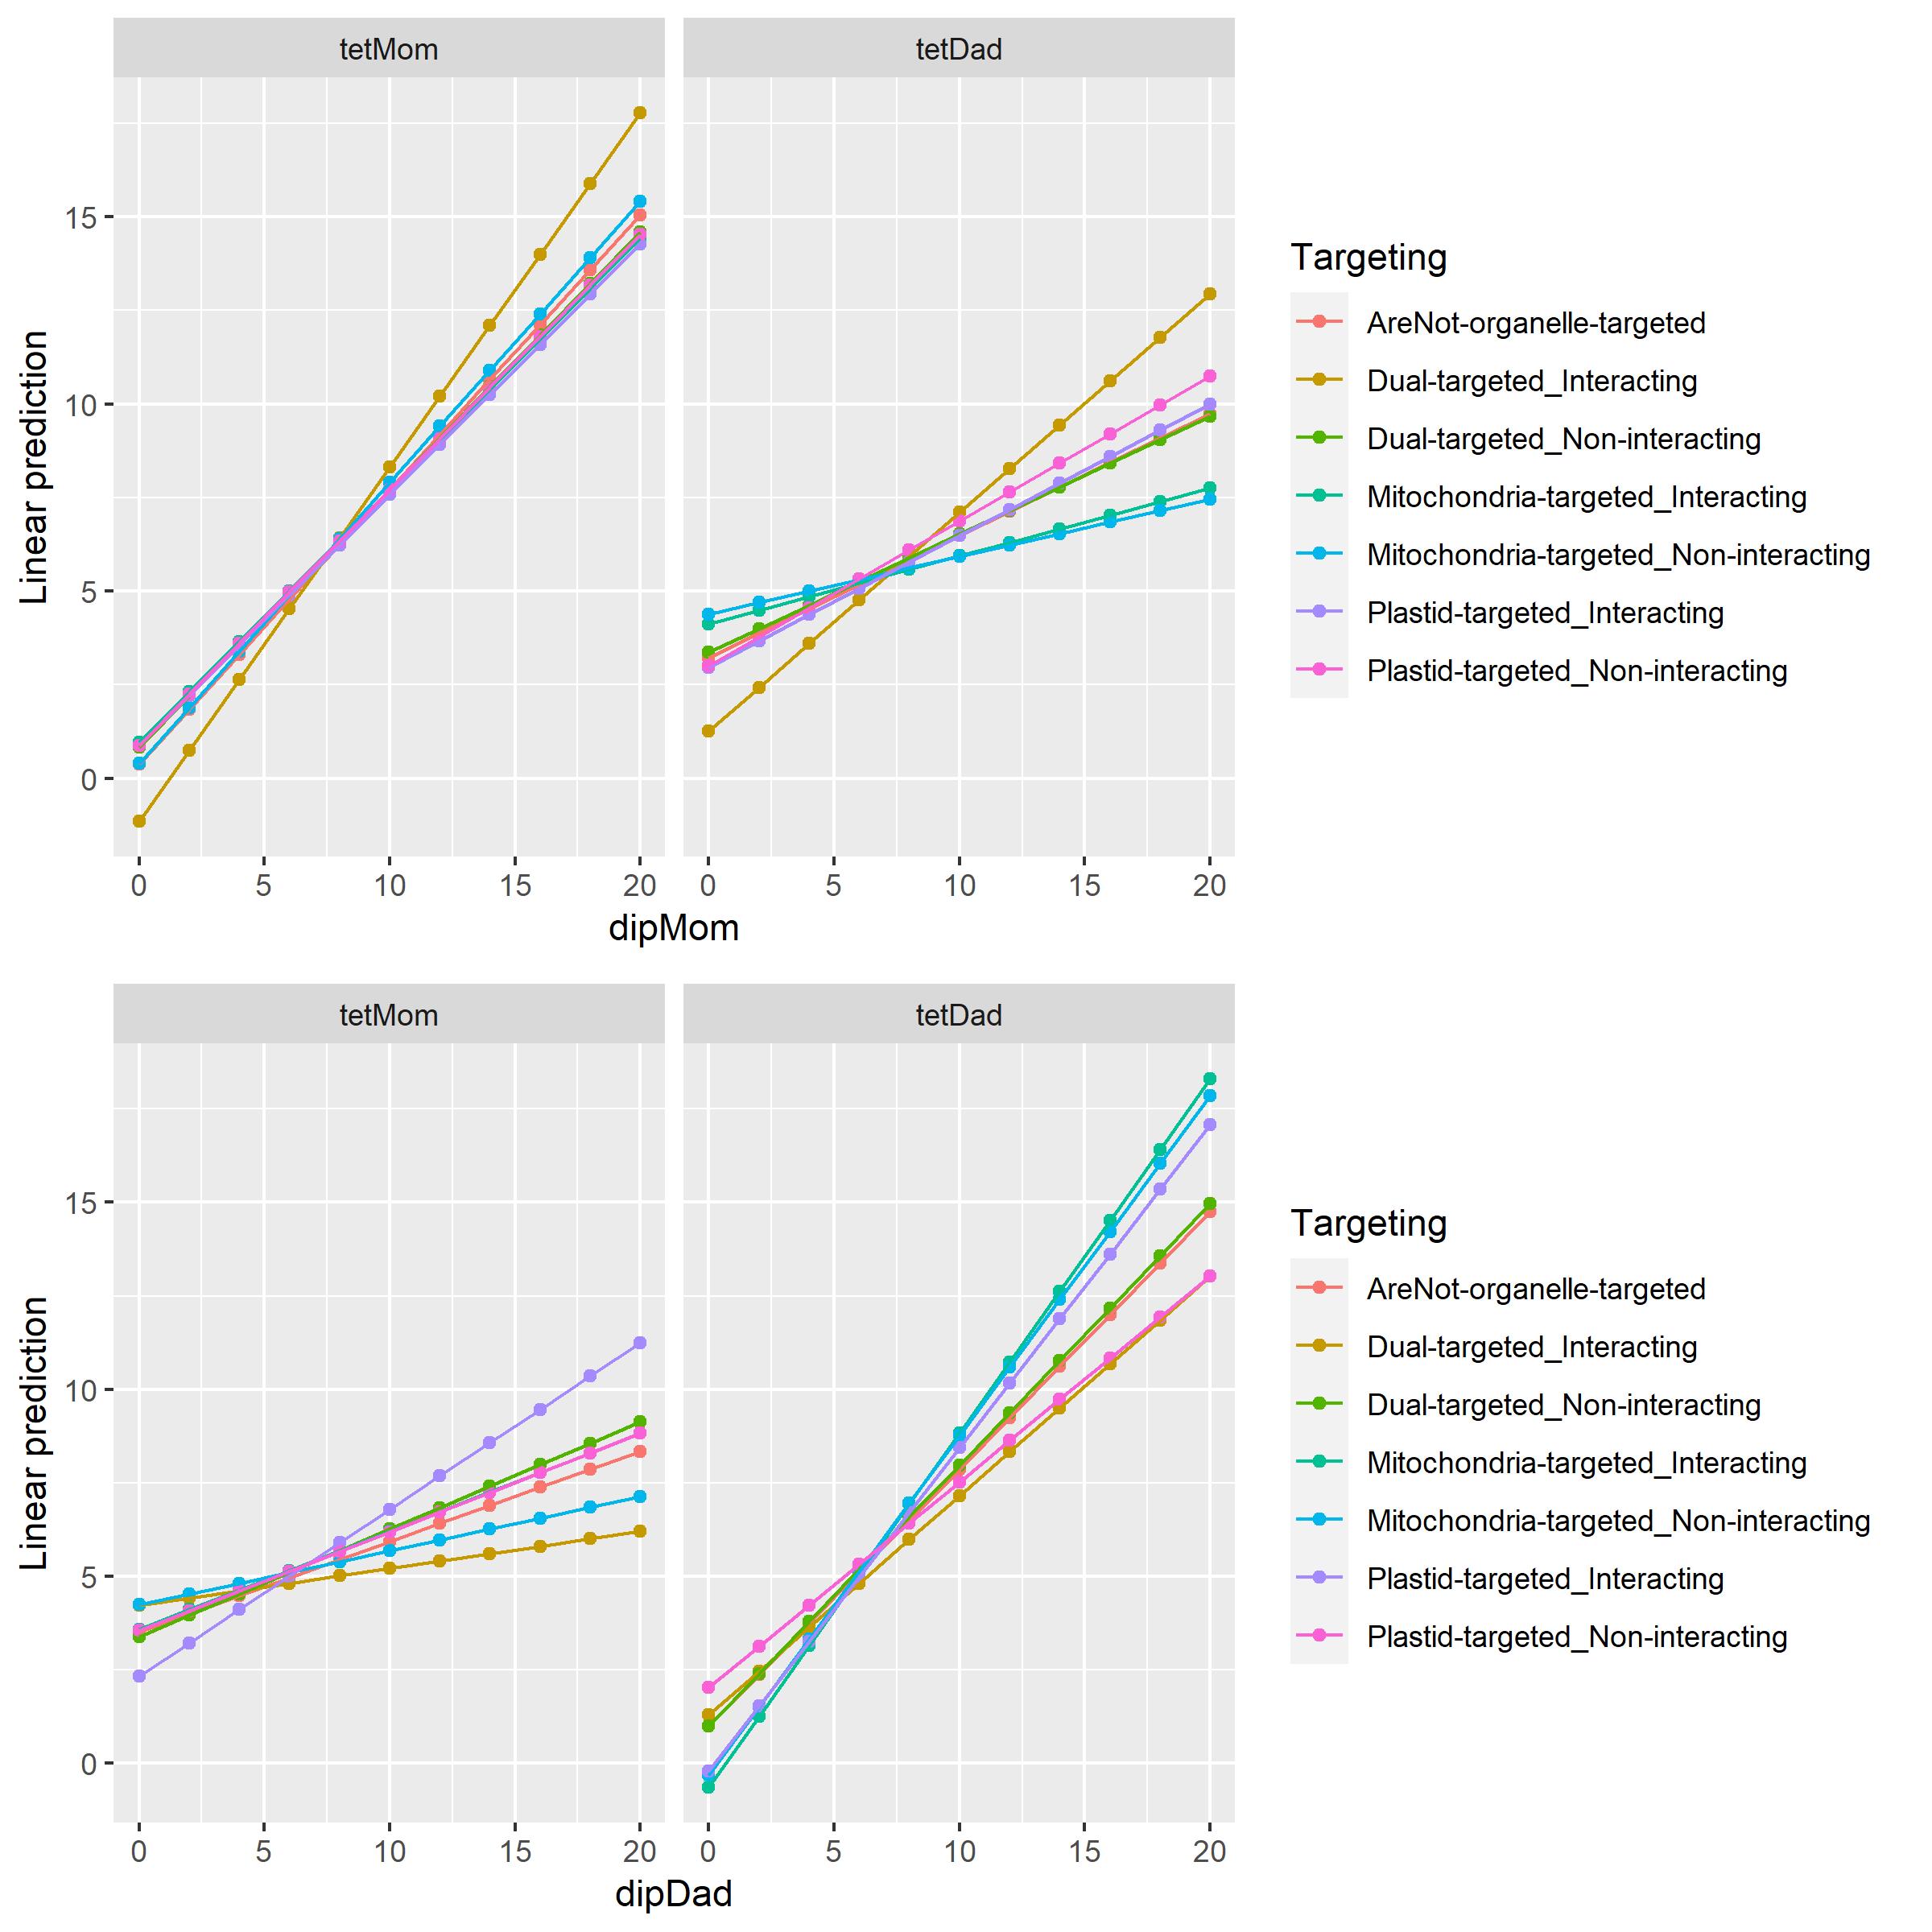 tetMom tetDad
15
10
5
0
Linear prediction
0 5 10 15 20 0 5 10 15 20
dipMom
Targeting
AreNot-organelle-targeted
Dual-targeted_Interacting
Dual-targeted_Non-interacting
Mitochondria-targeted_Interacting
Mitochondria-targeted_Non-interacting
Plastid-targeted_Interacting
Plastid-targeted_Non-interacting
tetMom tetDad
15
10
5
0
Linear prediction
0 5 10 15 20 0 5 10 15 20
dipDad
Targeting
AreNot-organelle-targeted
Dual-targeted_Interacting
Dual-targeted_Non-interacting
Mitochondria-targeted_Interacting
Mitochondria-targeted_Non-interacting
Plastid-targeted_Interacting
Plastid-targeted_Non-interacting